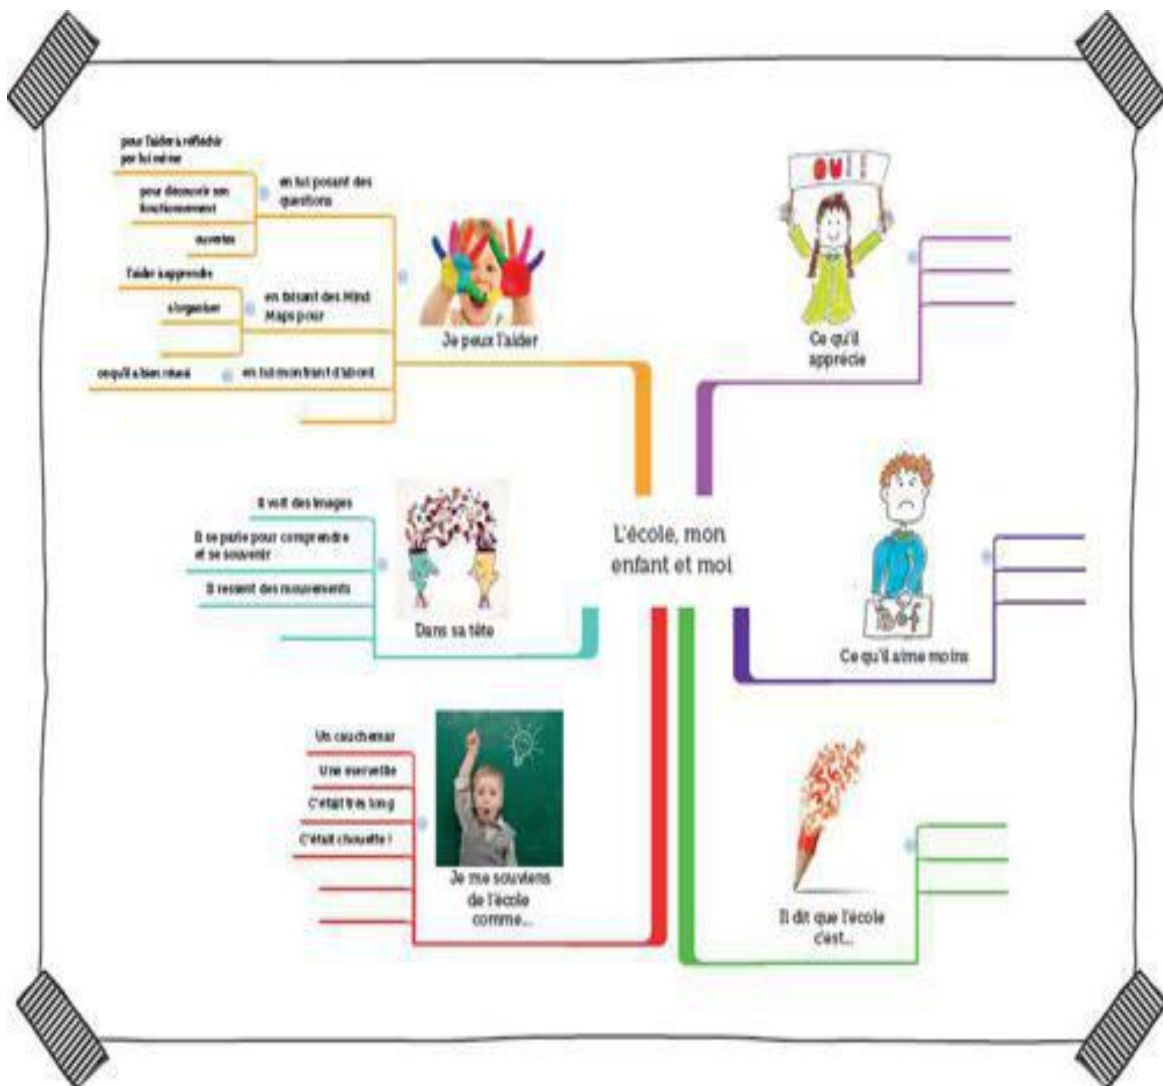 pour l'aider à réfléchir
par lui même
pour découvrir son
fonctionnement
ouvertes
en lui posant des
questions
l'aider à apprendre
s'organiser
en faisant des Mind
Maps pour
ce qu'il a bien réussi
en lui montrant d'abord
Je peux l'aider
OUI!
Ce qu'il
apprécie
L'école, mon
enfant et moi
Il voit des images
Il se parle pour comprendre
et se souvenir
Il ressent des mouvements
Dans sa tête
bof
Ce qu'il aime moins
Un cauchemar
Une merveille
C'était très long
C'était chouette !
Je me souviens
de l'école
comme...
Il dit que l'école
c'est...